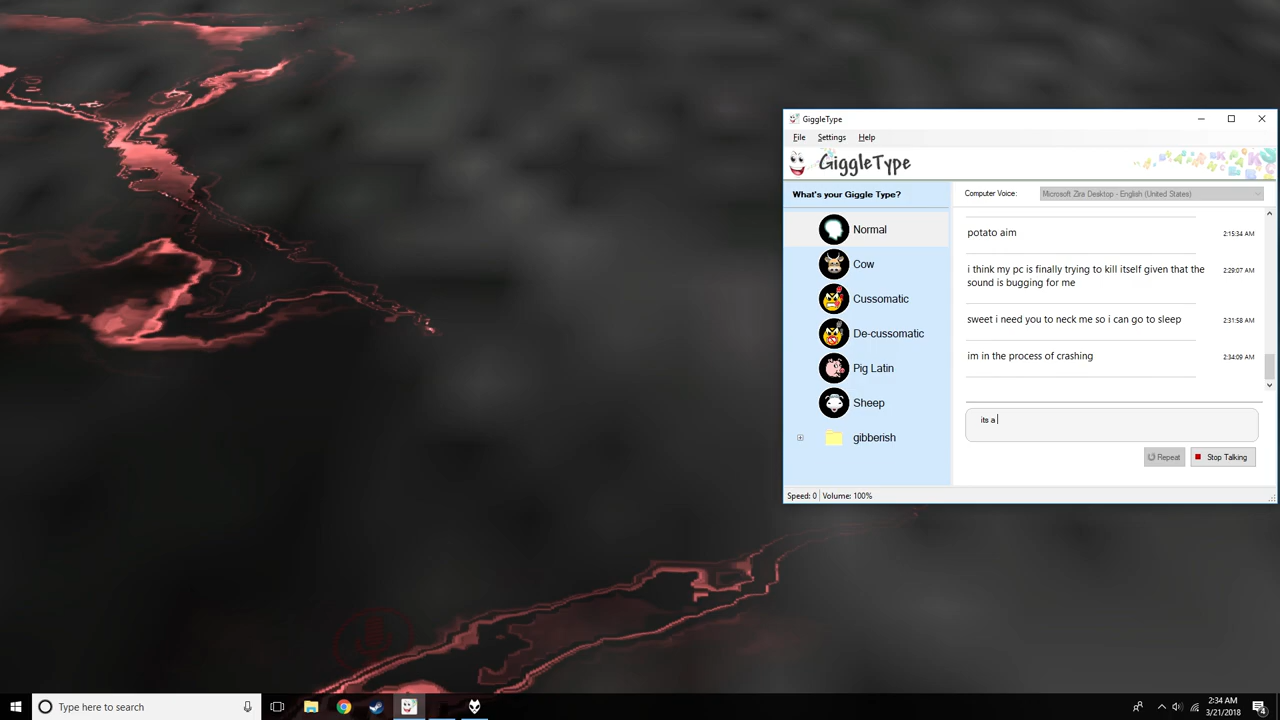 GiggleType
File Settings Help
GiggleType
What's your Giggle Type?
Computer Voice: Microsoft Zira Desktop - English (United States)
Normal
Cow
Cussomatic
De-cussomatic
Pig Latin
Sheep
gibberish
potato aim 2:15:34 AM
i think my pc is finally trying to kill itself given that the 2:29:07 AM
sound is bugging for me
sweet i need you to neck me so i can go to sleep 2:31:58 AM
im in the process of crashing 2:34:09 AM
its a
Repeat Stop Talking
Speed: 0 Volume: 100%
Type here to search
2:34 AM
3/21/2018
4